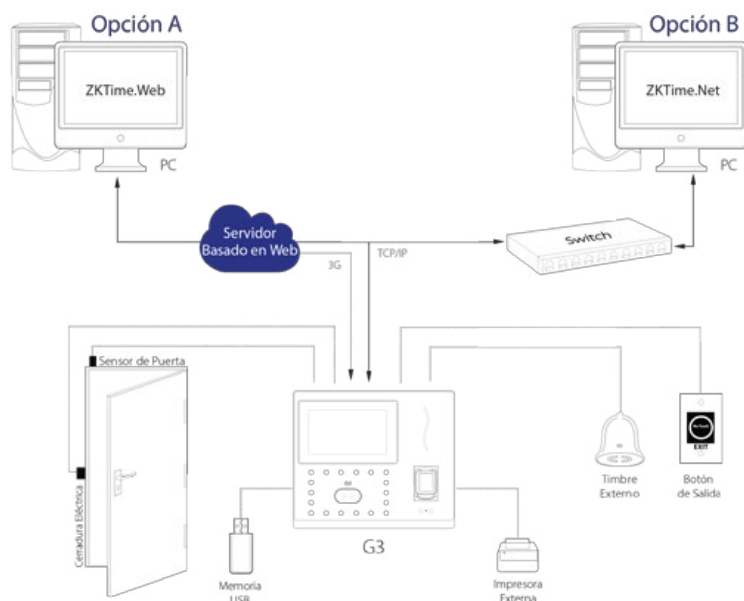 Opción A
Opción B
ZKTime.Web
ZKTime.Net
PC
PC
Servidor
Basado en Web
Switch
3G
TCP/IP
Sensor de Puerta
Cerradura Eléctrica
G3
Timbre
Externo
EXIT
Botón
de Salida
Memoria
USB
Impresora
Externa